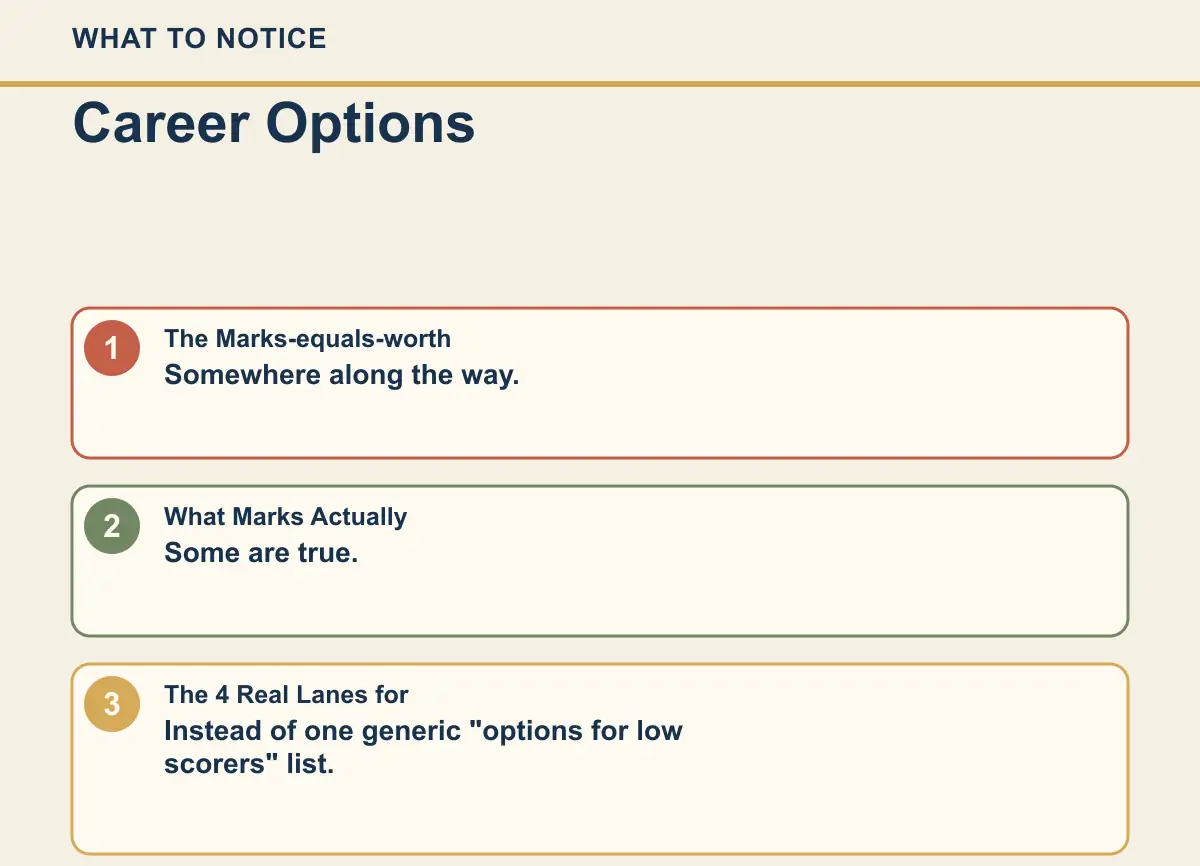 WHAT TO NOTICE
Career Options
1
The Marks-equals-worth
Somewhere along the way.
2
What Marks Actually
Some are true.
3
The 4 Real Lanes for
Instead of one generic "options for low
scorers" list.